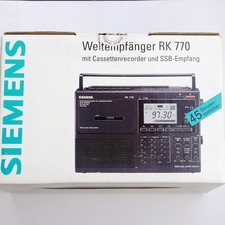 SIEMENS
Weltempfänger RK 770
mit Cassettenrecorder und SSB-Empfang
SIEMENS
RK 770
97.30
45